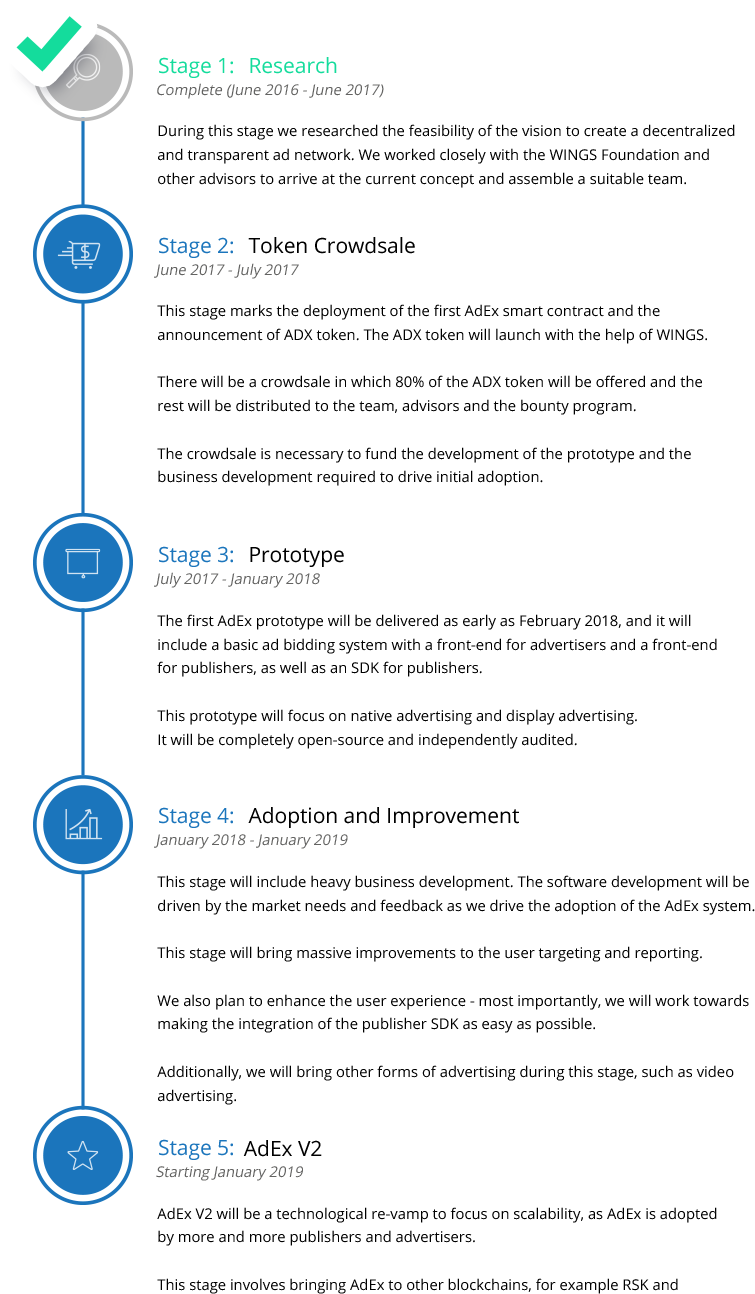 Stage 1: Research
Complete (June 2016 - June 2017)
During this stage we researched the feasibility of the vision to create a decentralized
and transparent ad network. We worked closely with the WINGS Foundation and
other advisors to arrive at the current concept and assemble a suitable team.
$
Stage 2: Token Crowdsale
June 2017 - July 2017
This stage marks the deployment of the first AdEx smart contract and the
announcement of ADX token. The ADX token will launch with the help of WINGS.
There will be a crowdsale in which 80% of the ADX token will be offered and the
rest will be distributed to the team, advisors and the bounty program.
The crowdsale is necessary to fund the development of the prototype and the
business development required to drive initial adoption.
Stage 3: Prototype
July 2017 - January 2018
The first AdEx prototype will be delivered as early as February 2018, and it will
include a basic ad bidding system with a front-end for advertisers and a front-end
for publishers, as well as an SDK for publishers.
This prototype will focus on native advertising and display advertising.
It will be completely open-source and independently audited.
Stage 4: Adoption and Improvement
January 2018 - January 2019
This stage will include heavy business development. The software development will be
driven by the market needs and feedback as we drive the adoption of the AdEx system.
This stage will bring massive improvements to the user targeting and reporting.
We also plan to enhance the user experience - most importantly, we will work towards
making the integration of the publisher SDK as easy as possible.
Additionally, we will bring other forms of advertising during this stage, such as video
advertising.
Stage 5: AdEx V2
Starting January 2019
AdEx V2 will be a technological re-vamp to focus on scalability, as AdEx is adopted
by more and more publishers and advertisers.
This stage involves bringing AdEx to other blockchains, for example RSK and